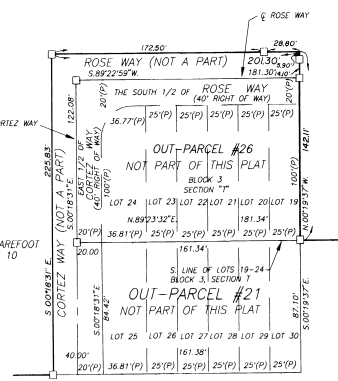 ℄ ROSE WAY
172.50'
28.80'
ROSE WAY (NOT A PART)
201.30'
5.90'
S.89°22'59"W.
181.30'
14.10'
THE SOUTH 1/2 OF ROSE WAY
(40' RIGHT OF WAY)
20'(P)
20'(P)
122.08'
36.77'(P) 25'(P) 25'(P) 25'(P) 25'(P) 25'(P)
RTEZ WAY
EAST 1/2 OF
CORTEZ WAY
(40' RIGHT OF WAY)
S.00°18'31"E.
100'(P)
225.83'
S 00°18'31" E.
CORTEZ WAY (NOT A PART)
142.11'
N.00°19'37"W.
100'(P)
OUT-PARCEL #26
NOT PART OF THIS PLAT
BLOCK 3
SECTION "T"
LOT 24 LOT 23 LOT 22 LOT 21 LOT 20 LOT 19
N.89°23'32"E. 181.34'
20'(P) 36.81'(P) 25'(P) 25'(P) 25'(P) 25'(P) 25'(P)
AREFOOT
10
20.00
161.34'
S. LINE OF LOTS 19-24
BLOCK 3, SECTION T
OUT-PARCEL #21
NOT PART OF THIS PLAT
S.00°18'31"E.
84.42'
87.10'
S.00°19'37"E.
LOT 25 LOT 26 LOT 27 LOT 28 LOT 29 LOT 30
40.00'
161.38'
20'(P) 36.81'(P) 25'(P) 25'(P) 25'(P) 25'(P) 25'(P)